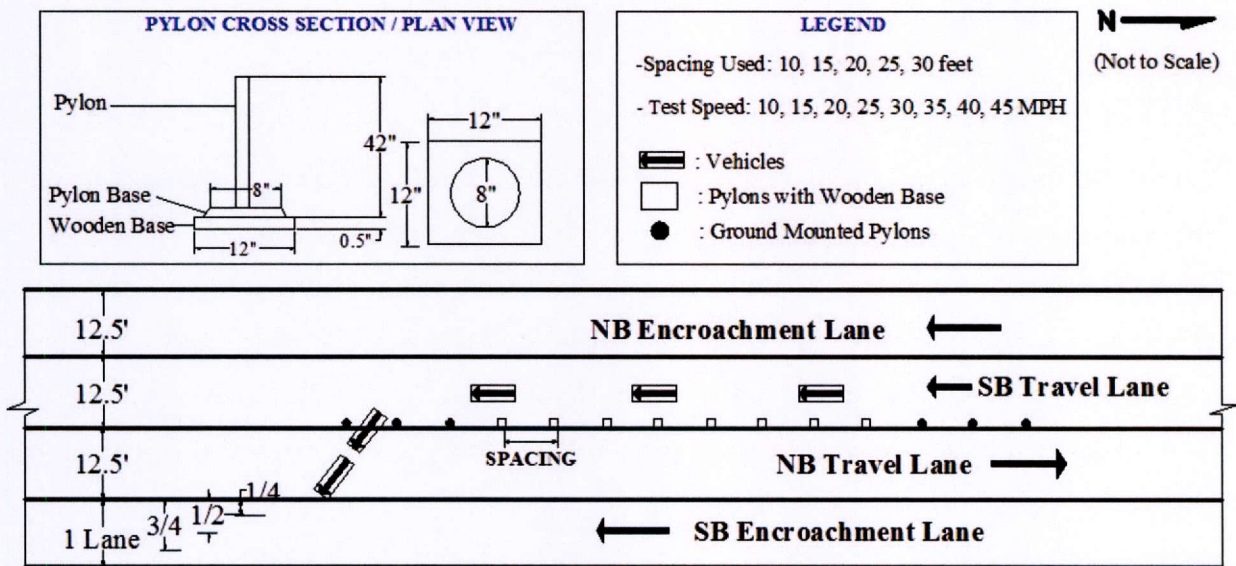 PYLON CROSS SECTION / PLAN VIEW
Pylon
Pylon Base
Wooden Base
8"
12"
42"
0.5"
12"
12"
8"
LEGEND
-Spacing Used: 10, 15, 20, 25, 30 feet
- Test Speed: 10, 15, 20, 25, 30, 35, 40, 45 MPH
: Vehicles
: Pylons with Wooden Base
: Ground Mounted Pylons
N
(Not to Scale)
12.5'
NB Encroachment Lane
12.5'
SB Travel Lane
SPACING
12.5'
NB Travel Lane
1/4
1/2
3/4
1 Lane
SB Encroachment Lane